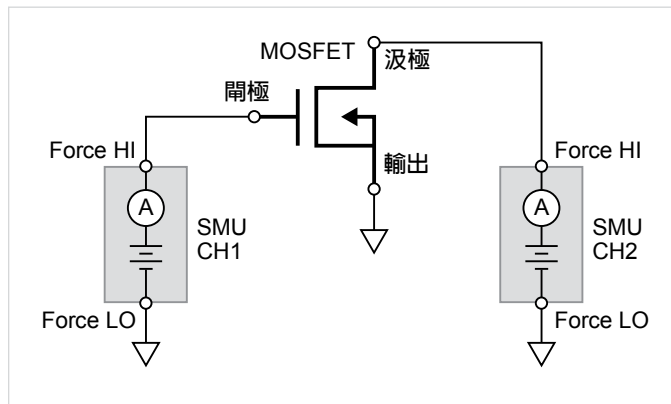 MOSFET
汲極
閘極
輸出
Force HI
A
SMU
CH1
Force LO
Force HI
A
SMU
CH2
Force LO